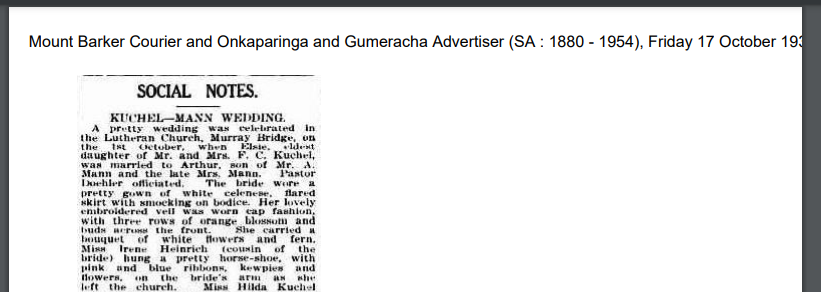 Mount Barker Courier and Onkaparinga and Gumeracha Advertiser (SA : 1880 - 1954), Friday 17 October 193
SOCIAL NOTES.
KUCHEL—MANN WEDDING.
A pretty wedding was celebrated in
the Lutheran Church, Murray Bridge, on
the 1st October, when Elsie, eldest
daughter of Mr. and Mrs. F. C. Kuchel,
was married to Arthur, son of Mr. A.
Mann and the late Mrs. Mann. Pastor
Doehler officiated. The bride wore a
pretty gown of white celenese, flared
skirt with smocking on bodice. Her lovely
embroidered veil was worn cap fashion,
with three rows of orange blossom and
buds across the front. She carried a
bouquet of white flowers and fern.
Miss Irene Heinrich (cousin of the
bride) hung a pretty horse-shoe, with
pink and blue ribbons, kewpies and
flowers, on the bride's arm as she
left the church. Miss Hilda Kuchel